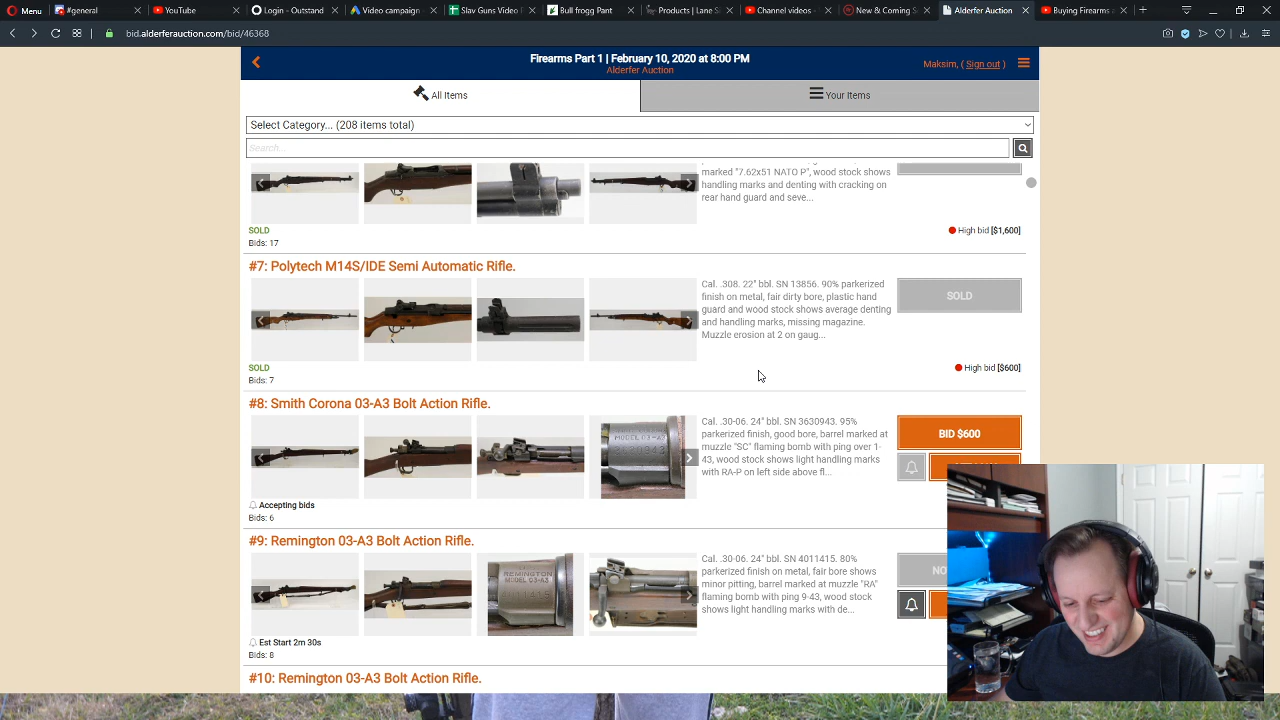 Menu
general
YouTube
Login - Outstand
Video campaign
Slav Guns Video I
Bull frogg Pant
Products | Lane S
Channel videos -
New & Coming S
Alderfer Auction
Buying Firearms a
bid.alderferauction.com/bid/46368
Firearms Part 1 | February 10, 2020 at 8:00 PM
Alderfer Auction
Maksim, ( Sign out )
All Items
Your Items
Select Category... (208 items total)
Search...
marked "7.62x51 NATO P", wood stock shows
handling marks and denting with cracking on
rear hand guard and seve...
SOLD
Bids: 17
High bid [$1,600]
#7: Polytech M14S/IDE Semi Automatic Rifle.
Cal. .308. 22" bbl. SN 13856. 90% parkerized
finish on metal, fair dirty bore, plastic hand
guard and wood stock shows average denting
and handling marks, missing magazine.
Muzzle erosion at 2 on gaug...
SOLD
SOLD
Bids: 7
High bid [$600]
#8: Smith Corona 03-A3 Bolt Action Rifle.
MODEL 03-A3
3630943
Cal. .30-06. 24" bbl. SN 3630943. 95%
parkerized finish, good bore, barrel marked at
muzzle "SC" flaming bomb with ping over 1-
43, wood stock shows light handling marks
with RA-P on left side above fl...
BID $600
Accepting bids
Bids: 6
#9: Remington 03-A3 Bolt Action Rifle.
REMINGTON
MODEL 03-A3
4011415
Cal. .30-06. 24" bbl. SN 4011415. 80%
parkerized finish on metal, fair bore shows
minor pitting, barrel marked at muzzle "RA"
flaming bomb with ping 9-43, wood stock
shows light handling marks with de...
NO
Est Start 2m 30s
Bids: 8
#10: Remington 03-A3 Bolt Action Rifle.